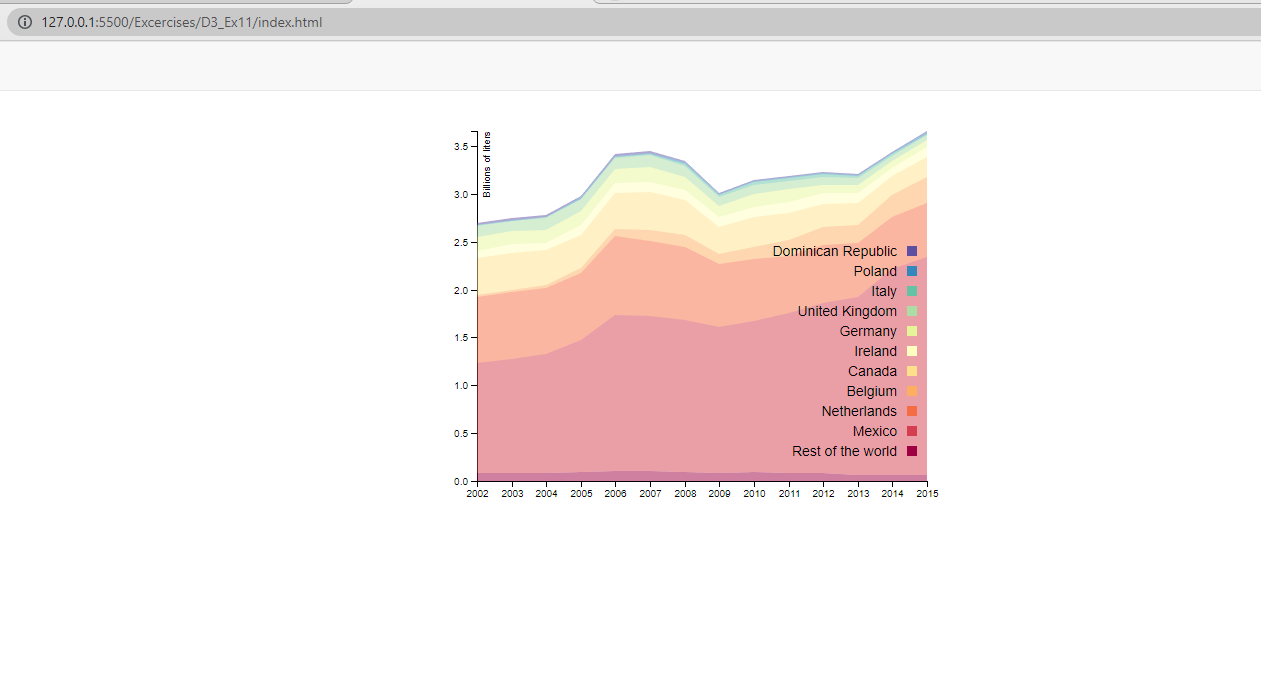 127.0.0.1:5500/Excercises/D3_Ex11/index.html
Billions of liters
3.5
3.0
2.5
2.0
1.5
1.0
0.5
0.0
Dominican Republic
Poland
Italy
United Kingdom
Germany
Ireland
Canada
Belgium
Netherlands
Mexico
Rest of the world
2002 2003 2004 2005 2006 2007 2008 2009 2010 2011 2012 2013 2014 2015